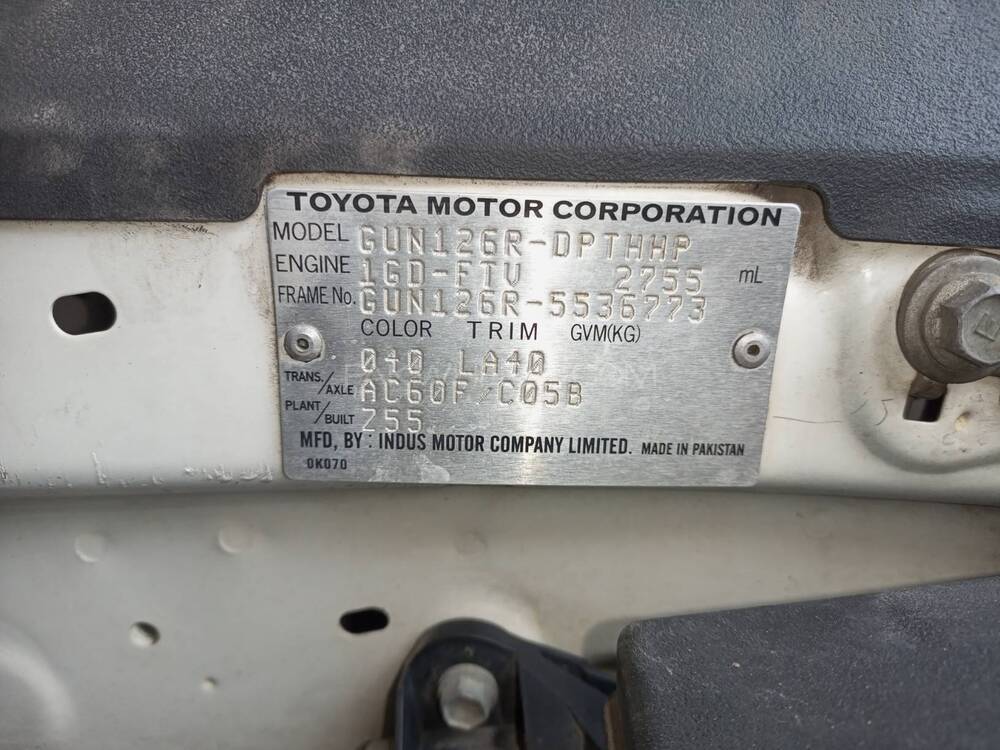 TOYOTA MOTOR CORPORATION
MODEL GUN126R-DPTHHP
ENGINE 1GD-FTV 2755 mL
FRAME No. GUN126R-5536773
COLOR TRIM GVM(KG)
040 LA40
TRANS./AXLE AC60F/C05B
PLANT/BUILT Z55
MFD, BY : INDUS MOTOR COMPANY LIMITED. MADE IN PAKISTAN
0K070